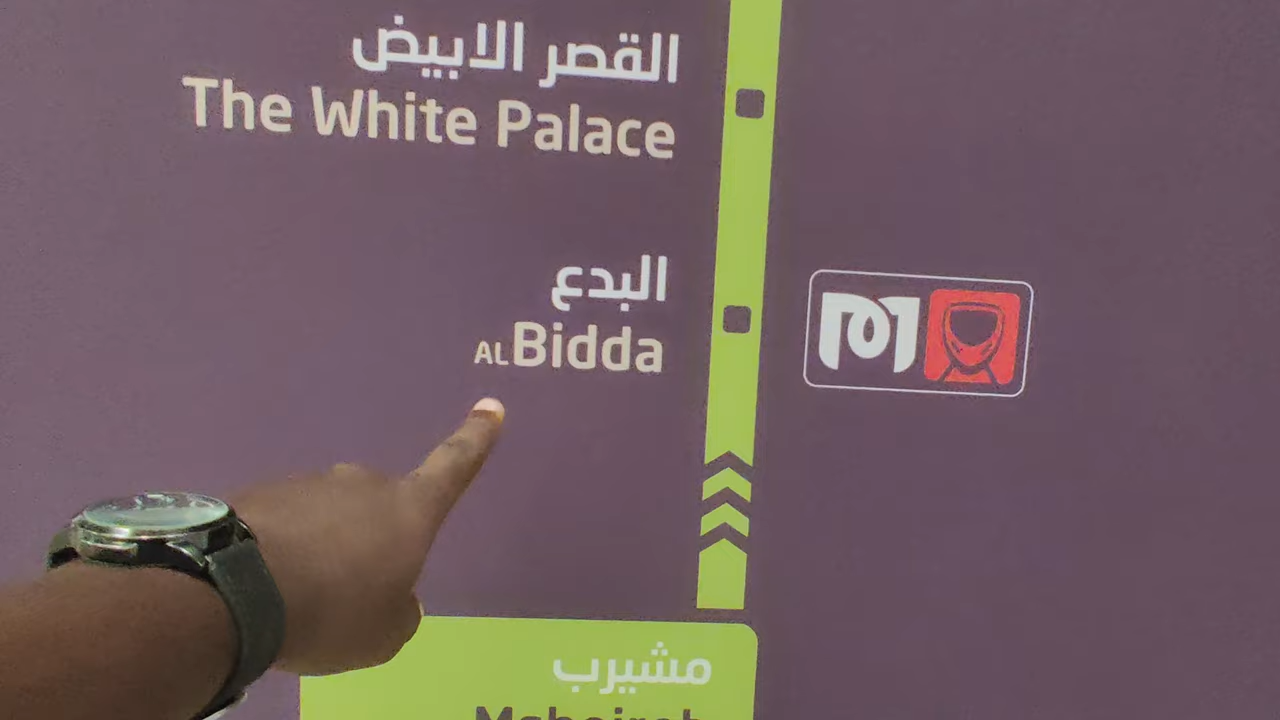 القصر الابيض
The White Palace
البدع
AL Bidda
مشيرب